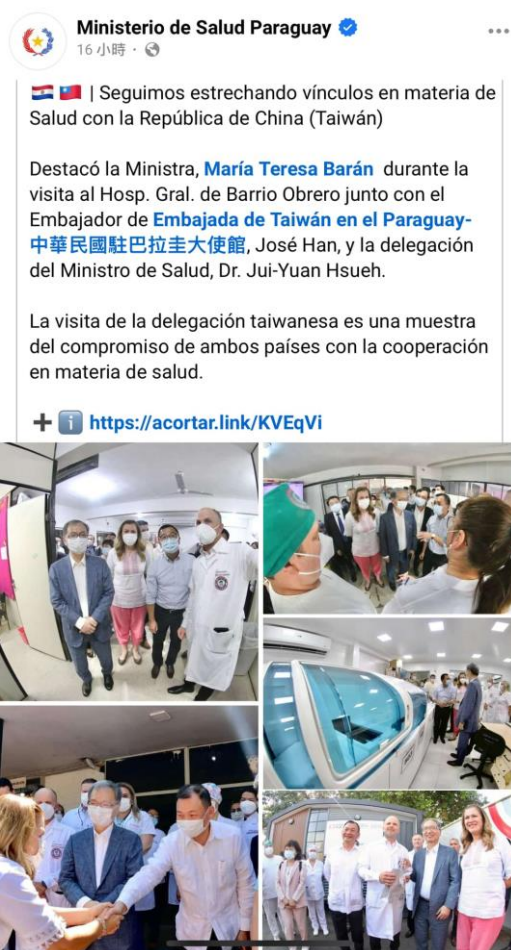 Ministerio de Salud Paraguay
16 小時
| Seguimos estrechando vínculos en materia de
Salud con la República de China (Taiwán)
Destacó la Ministra, María Teresa Barán durante la
visita al Hosp. Gral. de Barrio Obrero junto con el
Embajador de Embajada de Taiwán en el Paraguay-
中華民國駐巴拉圭大使館, José Han, y la delegación
del Ministro de Salud, Dr. Jui-Yuan Hsueh.
La visita de la delegación taiwanesa es una muestra
del compromiso de ambos países con la cooperación
en materia de salud.
https://acortar.link/KVEqVi